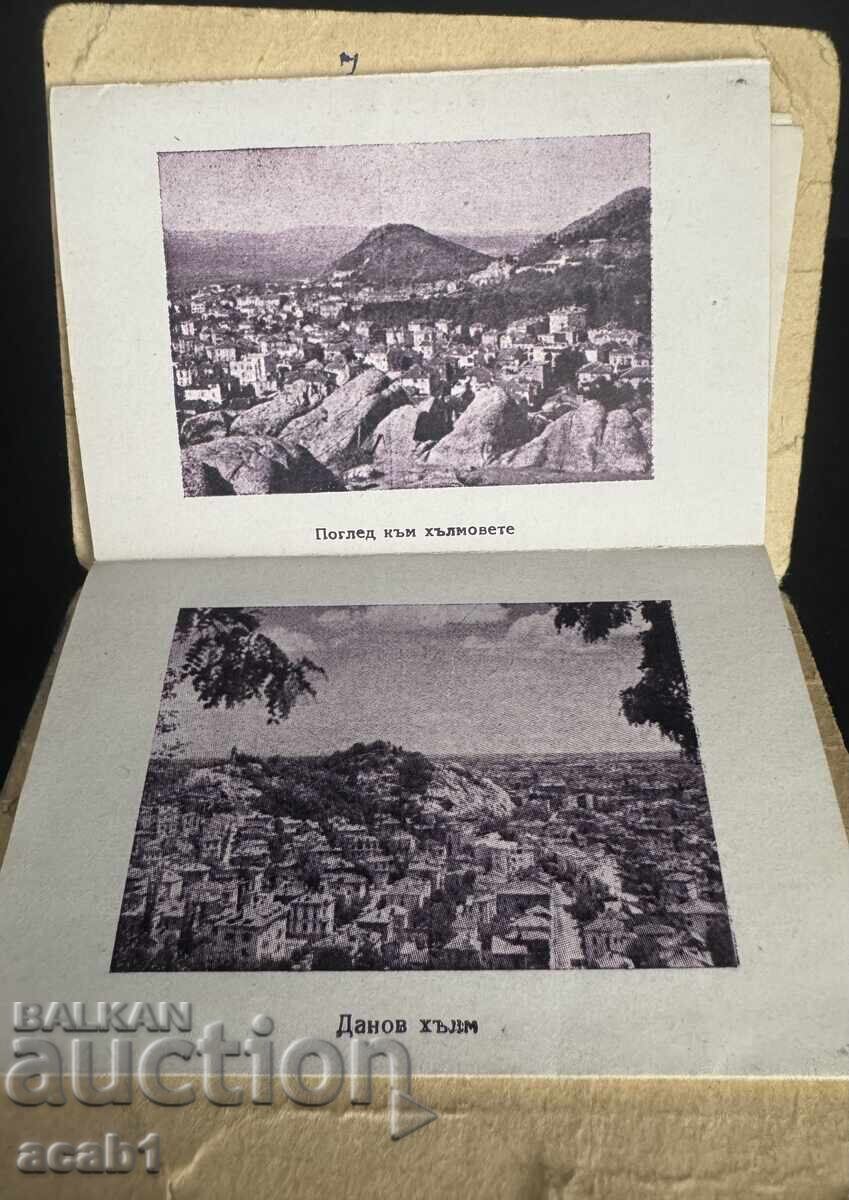 Поглед към хълмовете
Данов хълм
BALKAN
auction
acab1